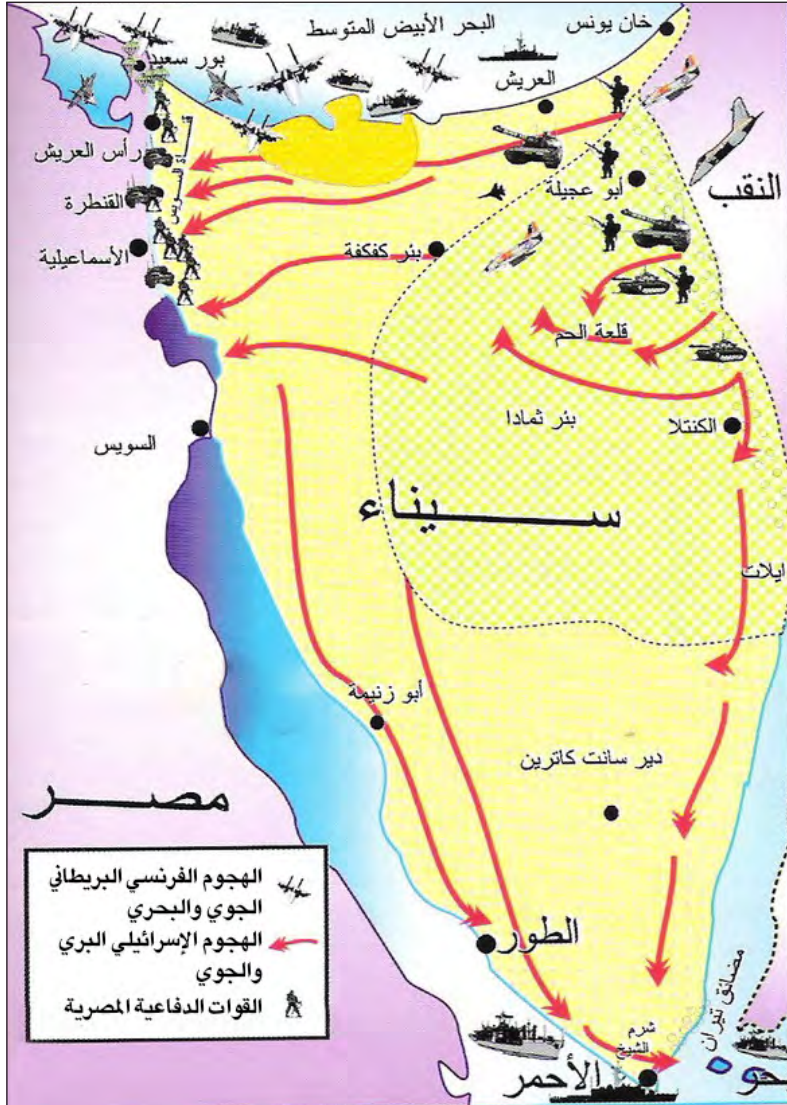 البحر الأبيض المتوسط
خان يونس
بور سعيد
العريش
رأس العريش
قناة السويس
أبو عجيلة
النقب
القنطرة
الأسماعيلية
بئر كفكفة
قلعة الحم
بئر ثمادا
الكنتلا
السويس
سيناء
ايلات
أبو زنيمة
دير سانت كاترين
مصر
الهجوم الفرنسي البريطاني
الجوي والبحري
الهجوم الإسرائيلي البري
والجوي
القوات الدفاعية المصرية
الطور
مضائق تيران
شرم
الشيخ
الأحمر